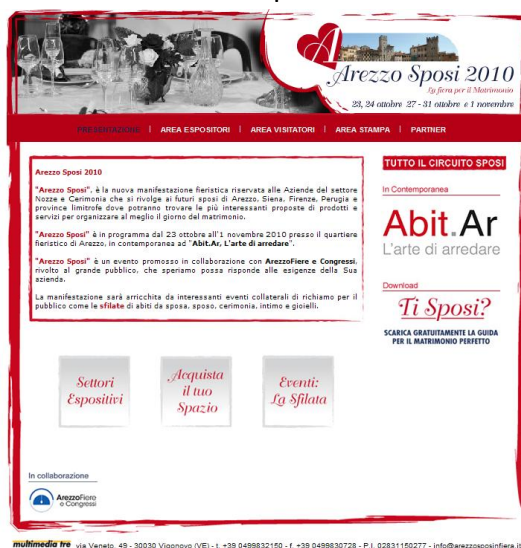 Arezzo Sposi 2010
La fiera per il Matrimonio
23, 24 ottobre 27 - 31 ottobre e 1 novembre
PRESENTAZIONE | AREA ESPOSITORI | AREA VISITATORI | AREA STAMPA | PARTNER
Arezzo Sposi 2010
"Arezzo Sposi", è la nuova manifestazione fieristica riservata alle Aziende del settore
Nozze e Cerimonia che si rivolge ai futuri sposi di Arezzo, Siena, Firenze, Perugia e
province limitrofe dove potranno trovare le più interessanti proposte di prodotti e
servizi per organizzare al meglio il giorno del matrimonio.
"Arezzo Sposi" è in programma dal 23 ottobre all'1 novembre 2010 presso il quartiere
fieristico di Arezzo, in contemporanea ad "Abit.Ar, L'arte di arredare".
"Arezzo Sposi" è un evento promosso in collaborazione con ArezzoFiere e Congressi,
rivolto al grande pubblico, che speriamo possa risponde alle esigenze della Sua
azienda.
La manifestazione sarà arricchita da interessanti eventi collaterali di richiamo per il
pubblico come le sfilate di abiti da sposa, sposo, cerimonia, intimo e gioielli.
TUTTO IL CIRCUITO SPOSI
In Contemporanea
Abit.Ar
L'arte di arredare
Download
Ti Sposi?
SCARICA GRATUITAMENTE LA GUIDA
PER IL MATRIMONIO PERFETTO
Settori
Espositivi
Acquista
il tuo
Spazio
Eventi:
La Sfilata
In collaborazione
ArezzoFiere
e Congressi
multimedia tre via Veneto, 49 - 30030 Vigonovo (VE) - t. +39 0499832150 - f. +39 0499830728 - P.I. 02831150277 - info@arezzosposinfiera.it